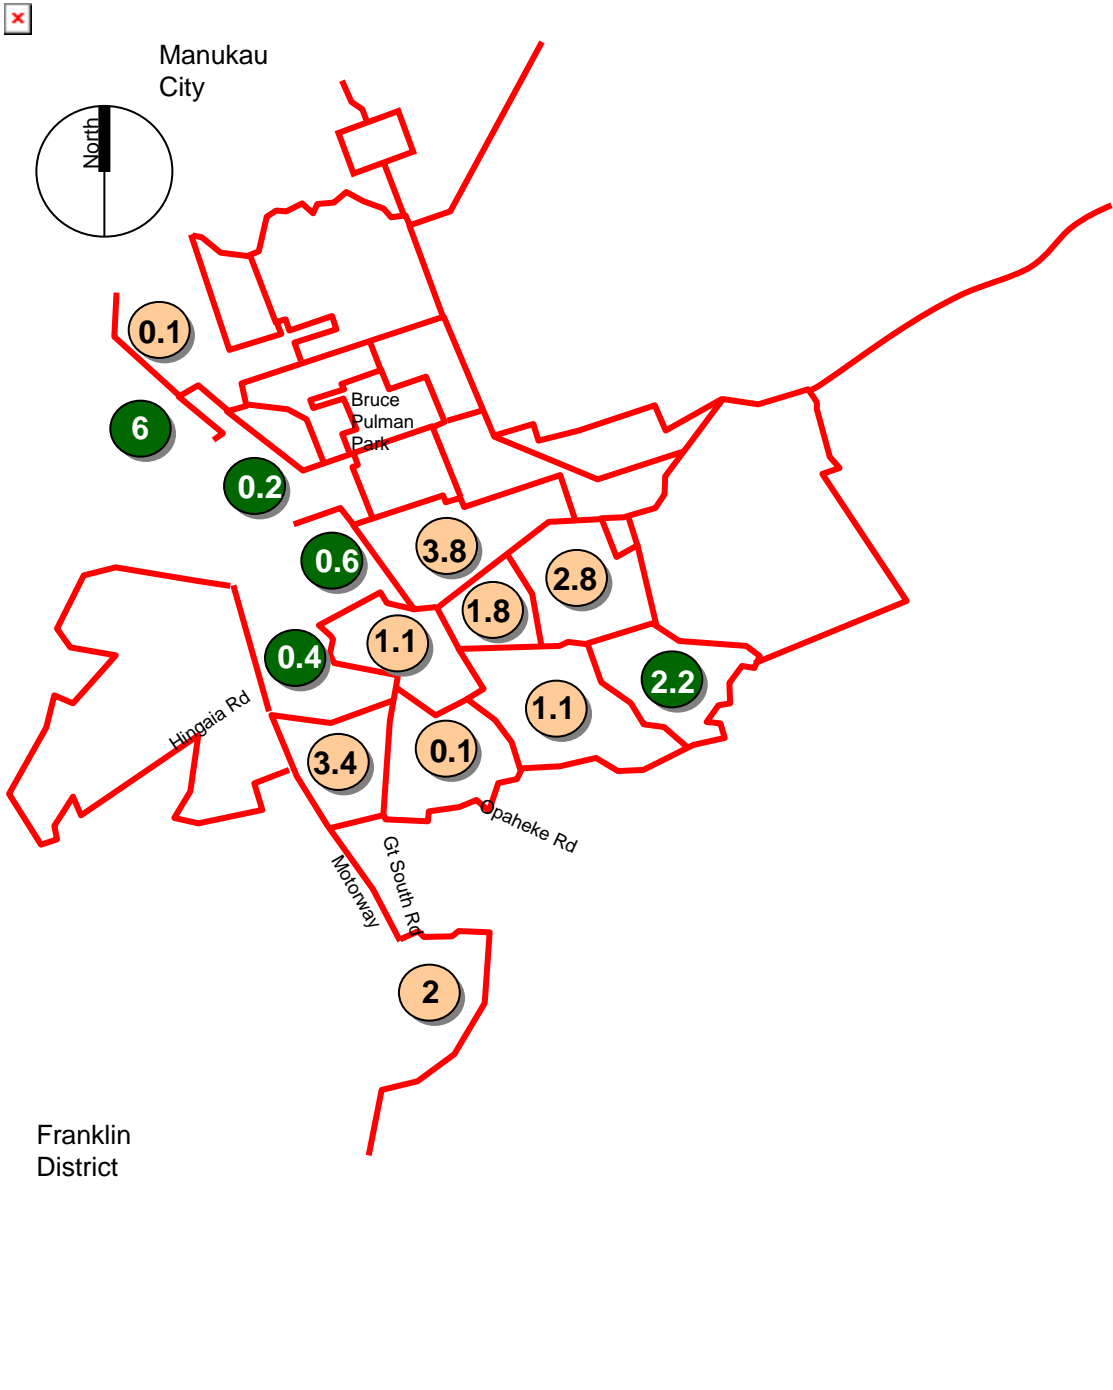 Manukau
City
North
0.1
Bruce
Pulman
Park
6
0.2
3.8
0.6
2.8
1.8
1.1
0.4
2.2
Hingaia Rd
1.1
0.1
3.4
Opaheke Rd
Gt South Rd
Motorway
2
Franklin
District